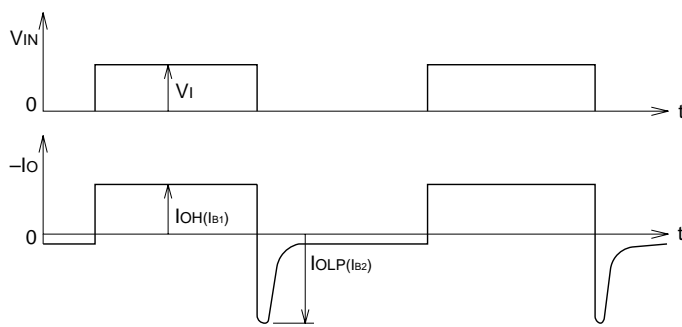 VIN
VI
0
t
–IO
IOH(IB1)
0
t
IOLP(IB2)